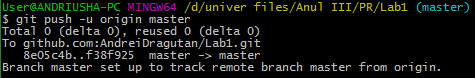 User@ANDRIUSHA-PC MINGW64 /d/univer files/Anul III/PR/Lab1 (master)
$ git push -u origin master
Total 0 (delta 0), reused 0 (delta 0)
To github.com:AndreiDragutan/Lab1.git
   8e05c4b..f38f925  master -> master
Branch master set up to track remote branch master from origin.